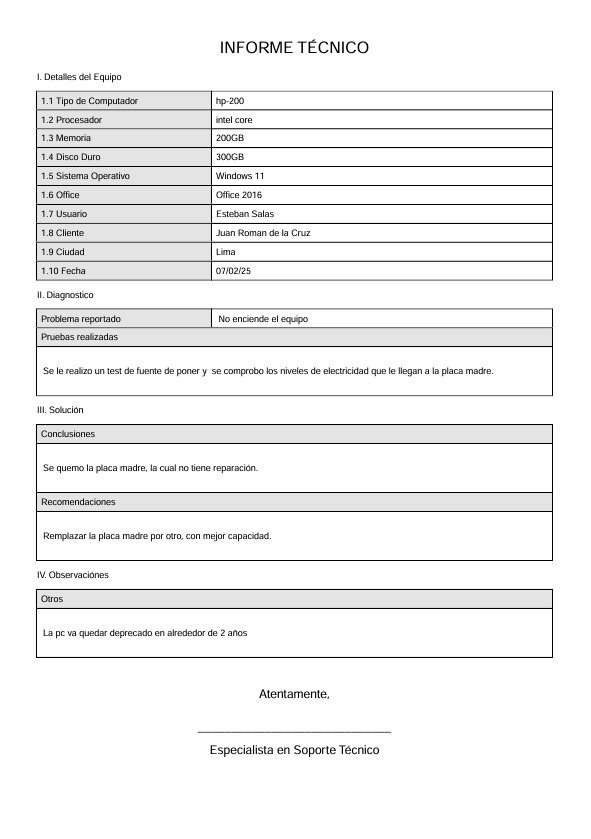 INFORME TÉCNICO
I. Detalles del Equipo
1.1 Tipo de Computador hp-200
1.2 Procesador intel core
1.3 Memoria 200GB
1.4 Disco Duro 300GB
1.5 Sistema Operativo Windows 11
1.6 Office Office 2016
1.7 Usuario Esteban Salas
1.8 Cliente Juan Roman de la Cruz
1.9 Ciudad Lima
1.10 Fecha 07/02/25
II. Diagnostico
Problema reportado No enciende el equipo
Pruebas realizadas
Se le realizo un test de fuente de poner y se comprobo los niveles de electricidad que le llegan a la placa madre.
III. Solución
Conclusiones
Se quemo la placa madre, la cual no tiene reparación.
Recomendaciones
Remplazar la placa madre por otro, con mejor capacidad.
IV. Observaciónes
Otros
La pc va quedar deprecado en alrededor de 2 años
Atentamente,
Especialista en Soporte Técnico